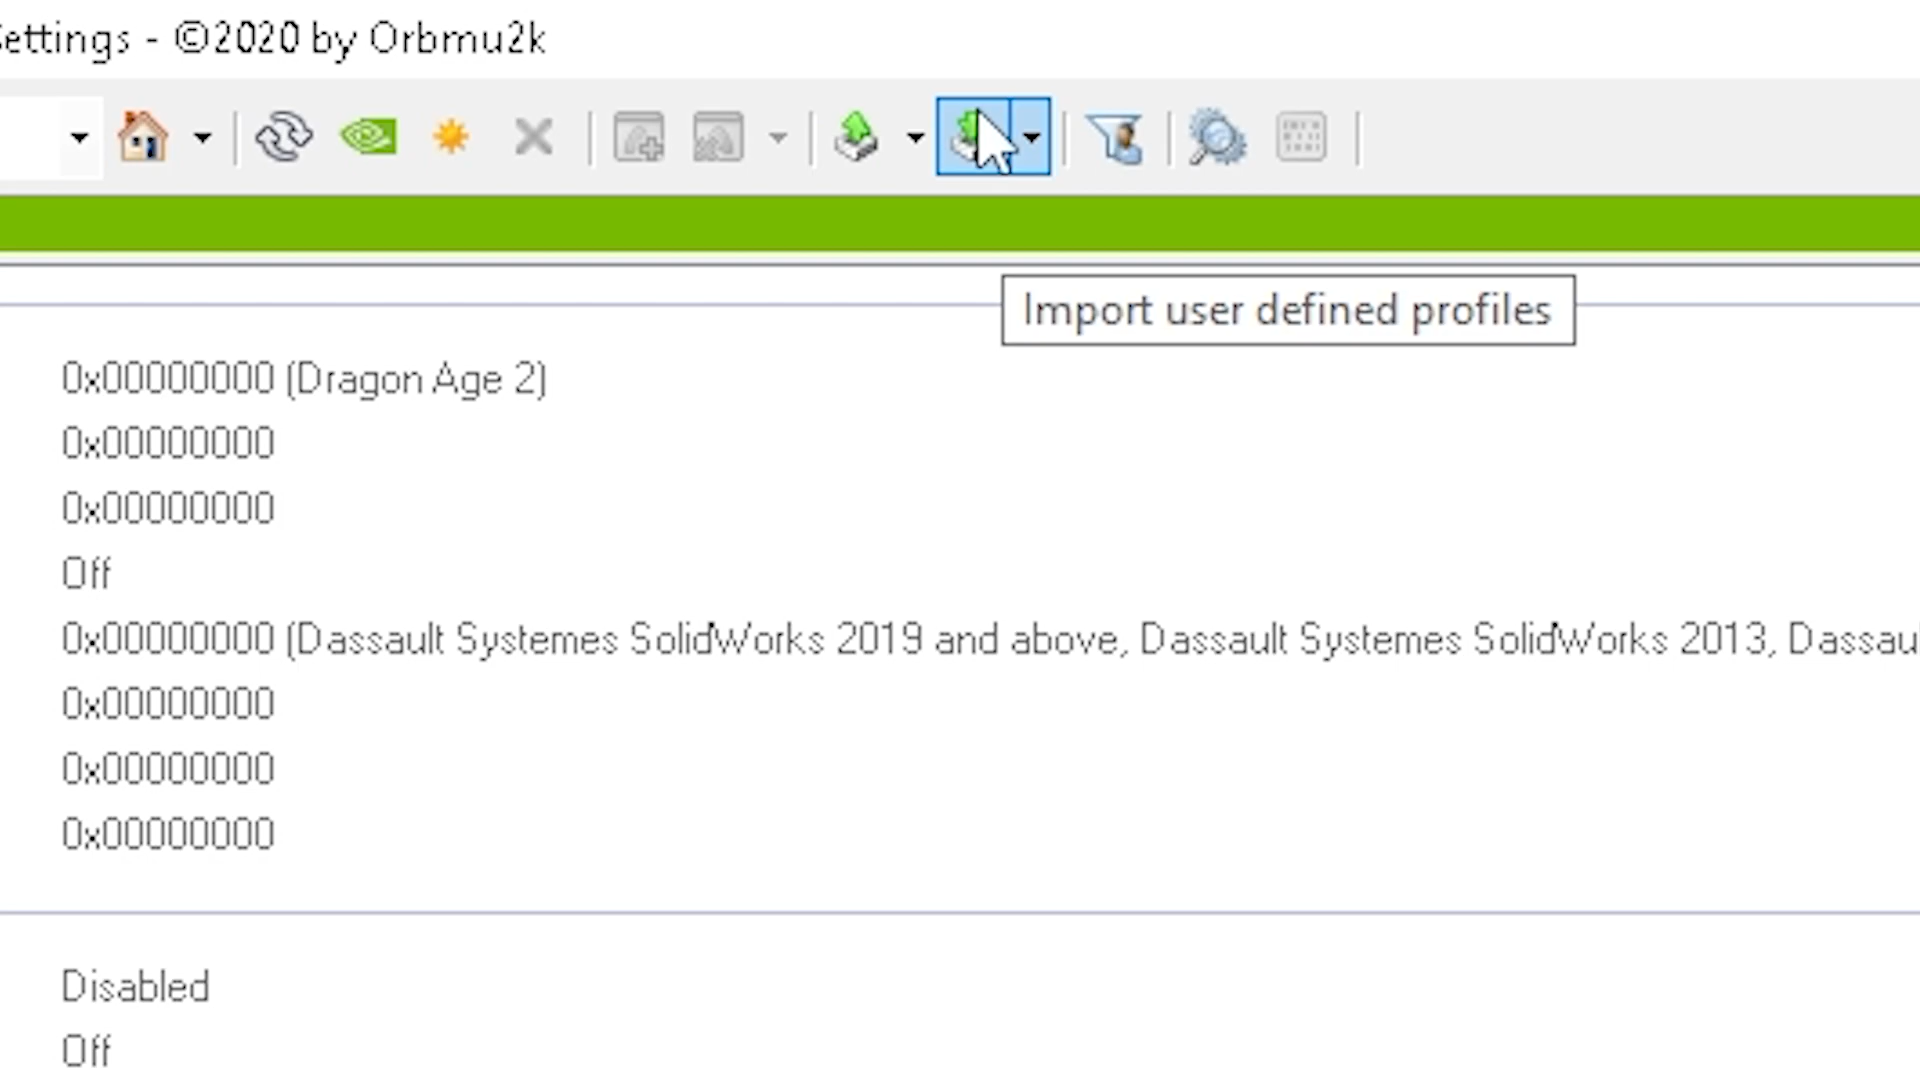 ettings - ©2020 by Orbmu2k
Import user defined profiles
0x00000000 (Dragon Age 2)
0x00000000
0x00000000
Off
0x00000000 (Dassault Systemes SolidWorks 2019 and above, Dassault Systemes SolidWorks 2013, Dassau
0x00000000
0x00000000
0x00000000
Disabled
Off